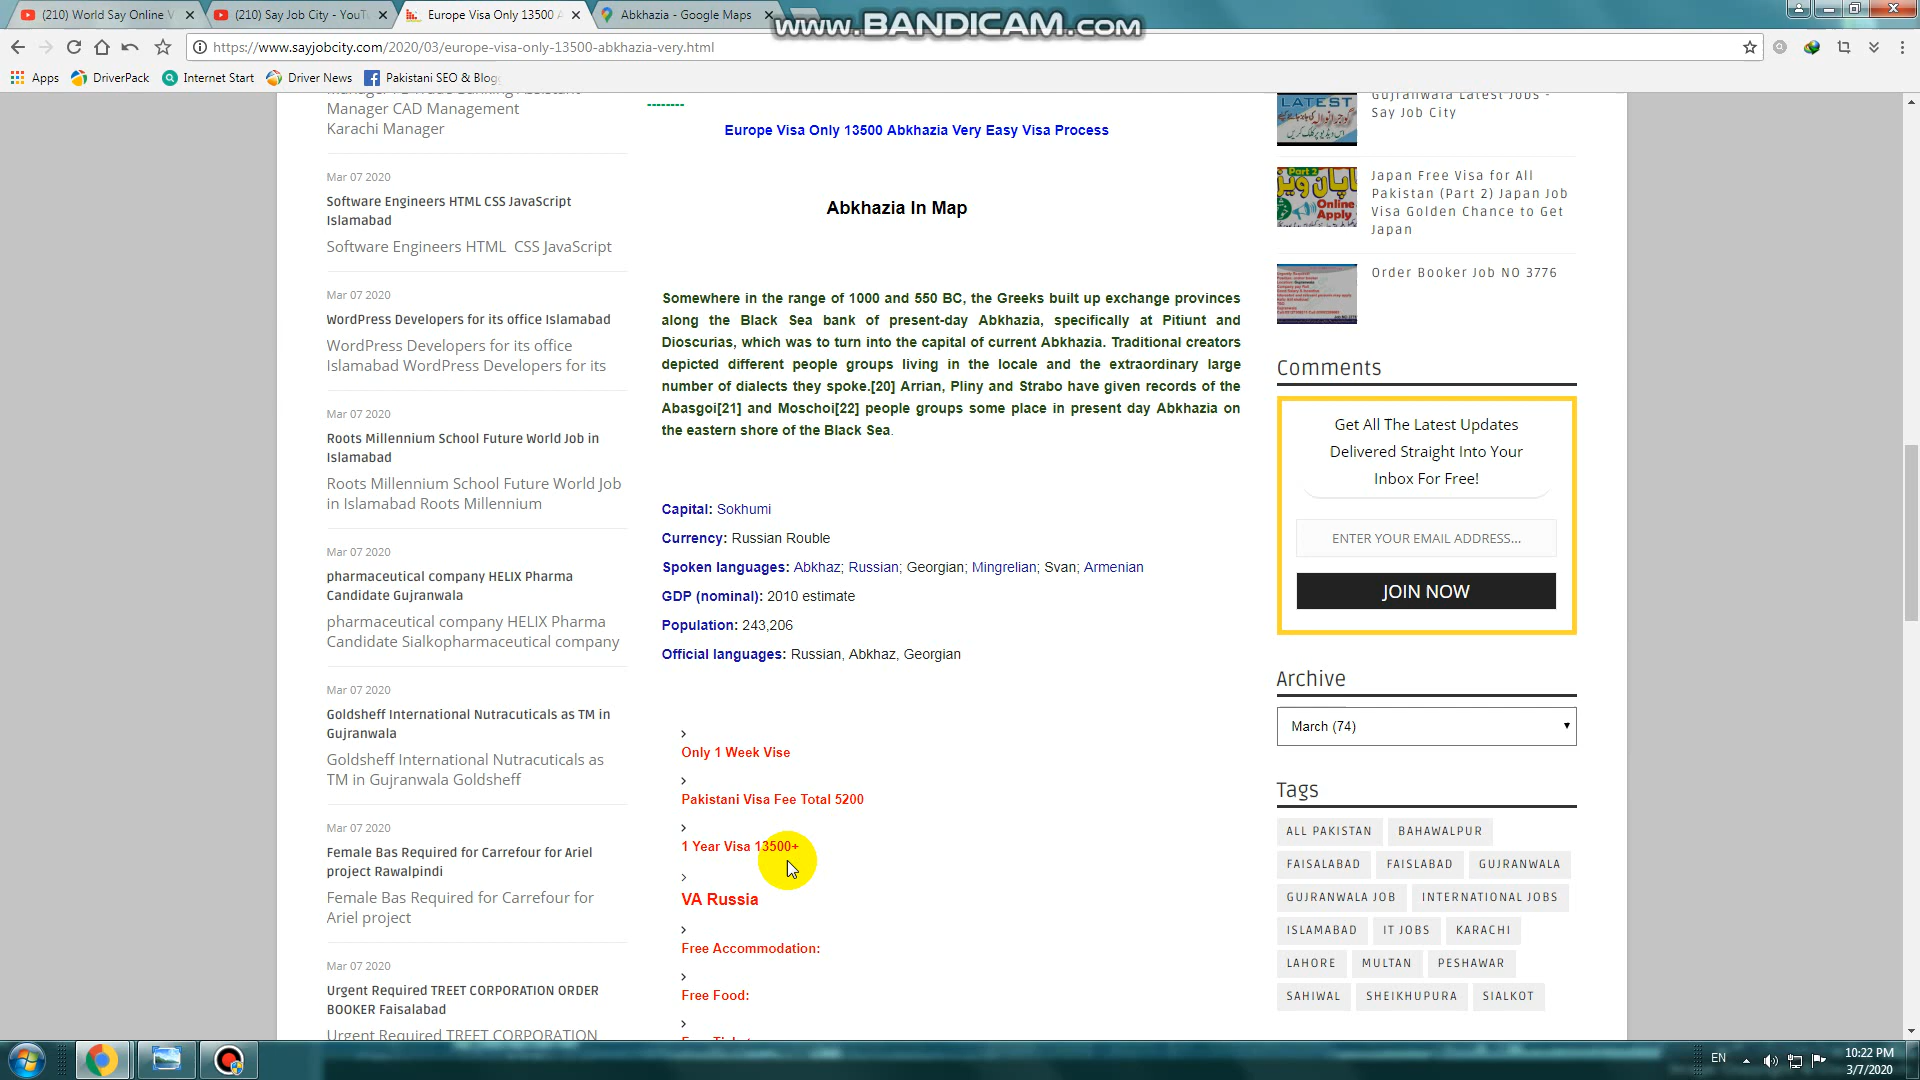 (210) World Say Online V
(210) Say Job City - YouT
Europe Visa Only 13500 A
Abkhazia - Google Maps
www.BANDICAM.com
https://www.sayjobcity.com/2020/03/europe-visa-only-13500-abkhazia-very.html
Apps
DriverPack
Internet Start
Driver News
Pakistani SEO & Blog
Manager CAD Management
Karachi Manager
Mar 07 2020
Software Engineers HTML CSS JavaScript
Islamabad
Software Engineers HTML  CSS JavaScript
Mar 07 2020
WordPress Developers for its office Islamabad
WordPress Developers for its office
Islamabad WordPress Developers for its
Mar 07 2020
Roots Millennium School Future World Job in
Islamabad
Roots Millennium School Future World Job
in Islamabad Roots Millennium
Mar 07 2020
pharmaceutical company HELIX Pharma
Candidate Gujranwala
pharmaceutical company HELIX Pharma
Candidate Sialkopharmaceutical company
Mar 07 2020
Goldsheff International Nutracuticals as TM in
Gujranwala
Goldsheff International Nutracuticals as
TM in Gujranwala Goldsheff
Mar 07 2020
Female Bas Required for Carrefour for Ariel
project Rawalpindi
Female Bas Required for Carrefour for
Ariel project
Mar 07 2020
Urgent Required TREET CORPORATION ORDER
BOOKER Faisalabad
Urgent Required TREET CORPORATION
--------
Europe Visa Only 13500 Abkhazia Very Easy Visa Process
Abkhazia In Map
Somewhere in the range of 1000 and 550 BC, the Greeks built up exchange provinces
along the Black Sea bank of present-day Abkhazia, specifically at Pitiunt and
Dioscurias, which was to turn into the capital of current Abkhazia. Traditional creators
depicted different people groups living in the locale and the extraordinary large
number of dialects they spoke.[20] Arrian, Pliny and Strabo have given records of the
Abasgoi[21] and Moschoi[22] people groups some place in present day Abkhazia on
the eastern shore of the Black Sea.
Capital: Sokhumi
Currency: Russian Rouble
Spoken languages: Abkhaz; Russian; Georgian; Mingrelian; Svan; Armenian
GDP (nominal): 2010 estimate
Population: 243,206
Official languages: Russian, Abkhaz, Georgian
Only 1 Week Vise
Pakistani Visa Fee Total 5200
1 Year Visa 13500+
VA Russia
Free Accommodation:
Free Food:
LATEST
Gujranwala Latest Jobs -
Say Job City
Part 2
Online
Apply
Japan Free Visa for All
Pakistan (Part 2) Japan Job
Visa Golden Chance to Get
Japan
Order Booker Job NO 3776
Comments
Get All The Latest Updates
Delivered Straight Into Your
Inbox For Free!
ENTER YOUR EMAIL ADDRESS...
JOIN NOW
Archive
March (74)
Tags
ALL PAKISTAN
BAHAWALPUR
FAISALABAD
FAISLABAD
GUJRANWALA
GUJRANWALA JOB
INTERNATIONAL JOBS
ISLAMABAD
IT JOBS
KARACHI
LAHORE
MULTAN
PESHAWAR
SAHIWAL
SHEIKHUPURA
SIALKOT
EN
10:22 PM
3/7/2020